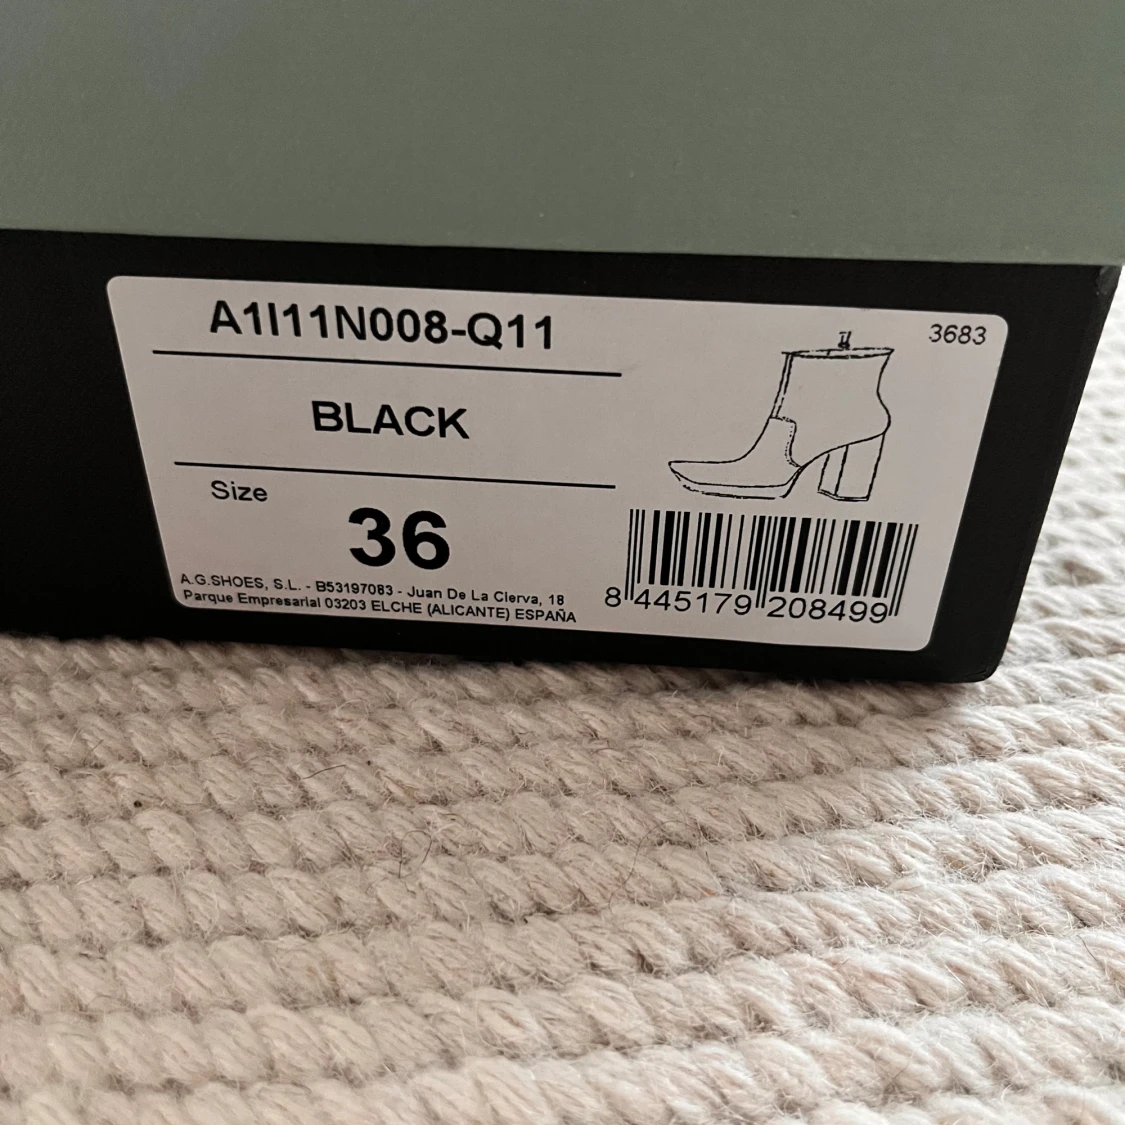 A1I11N008-Q11
3683
BLACK
Size
36
A.G.SHOES, S.L. - B53197083 - Juan De La Cierva, 18
Parque Empresarial 03203 ELCHE (ALICANTE) ESPAÑA
8 445179 208499